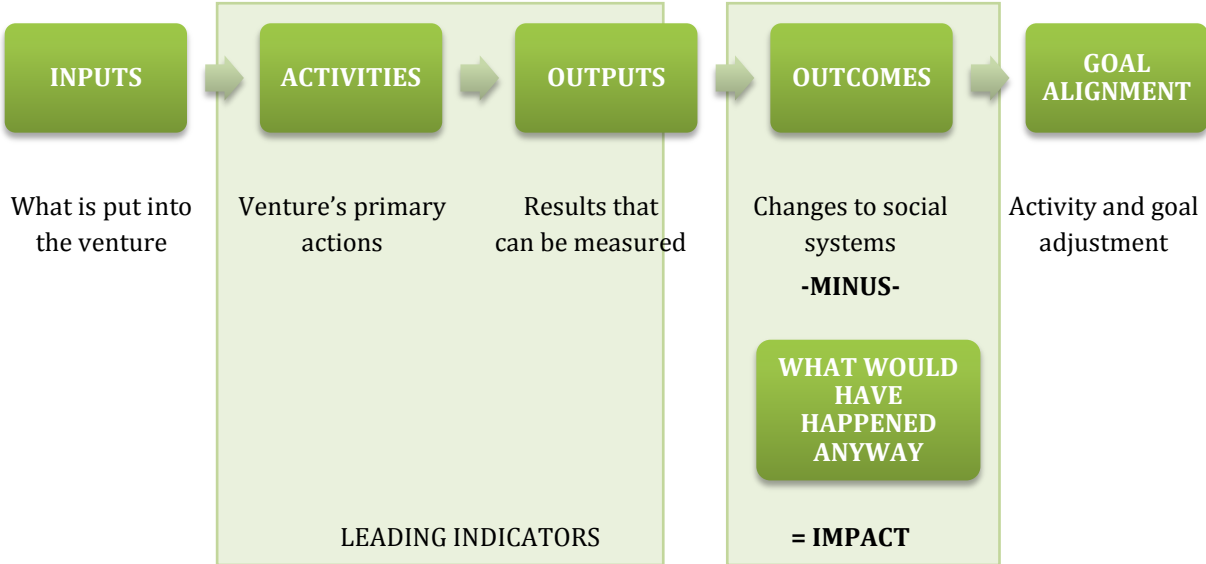 INPUTS
ACTIVITIES
OUTPUTS
OUTCOMES
GOAL
ALIGNMENT
What is put into
the venture
Venture’s primary
actions
Results that
can be measured
Changes to social
systems
-MINUS-
Activity and goal
adjustment
WHAT WOULD
HAVE
HAPPENED
ANYWAY
LEADING INDICATORS
= IMPACT